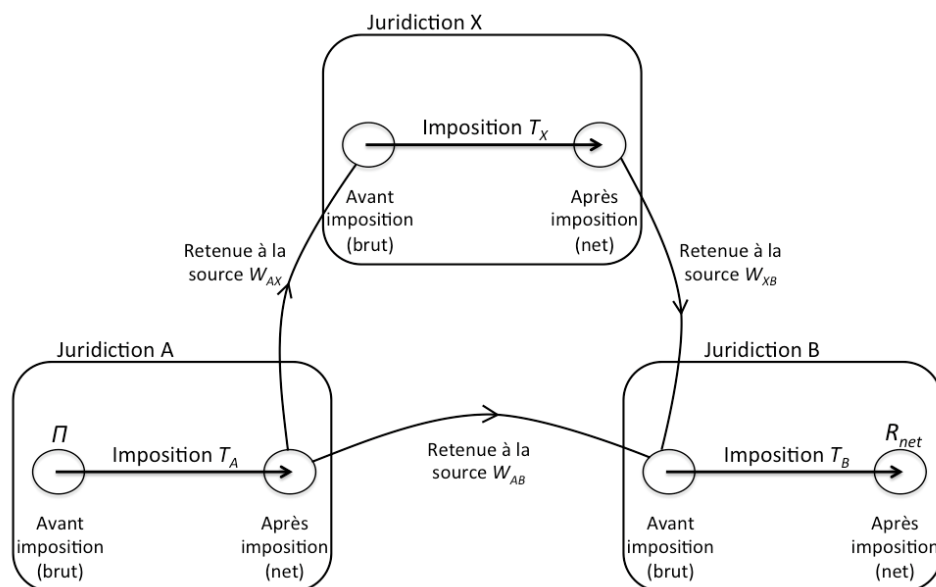 Juridiction X
Imposition T_X
Avant
imposition
(brut)
Après
imposition
(net)
Retenue à la
source W_AX
Retenue à la
source W_XB
Juridiction A
Π
Imposition T_A
Avant
imposition
(brut)
Après
imposition
(net)
Retenue à la
source W_AB
Juridiction B
R_net
Imposition T_B
Avant
imposition
(brut)
Après
imposition
(net)